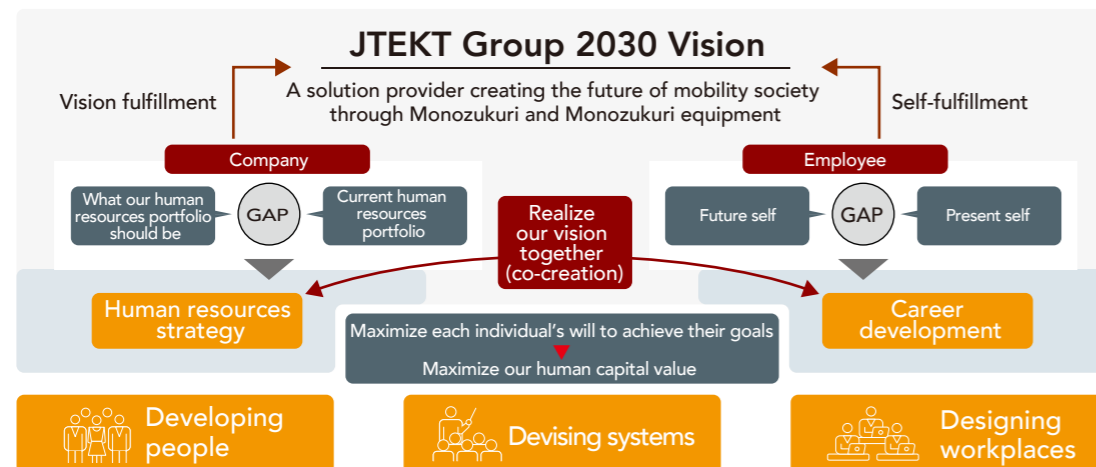 JTEKT Group 2030 Vision
Vision fulfillment
A solution provider creating the future of mobility society
through Monozukuri and Monozukuri equipment
Self-fulfillment
Company
What our human
resources portfolio
should be
GAP
Current human
resources
portfolio
Employee
Future self
GAP
Present self
Realize
our vision
together
(co-creation)
Human resources
strategy
Career
development
Maximize each individual's will to achieve their goals
Maximize our human capital value
Developing
people
Devising systems
Designing
workplaces